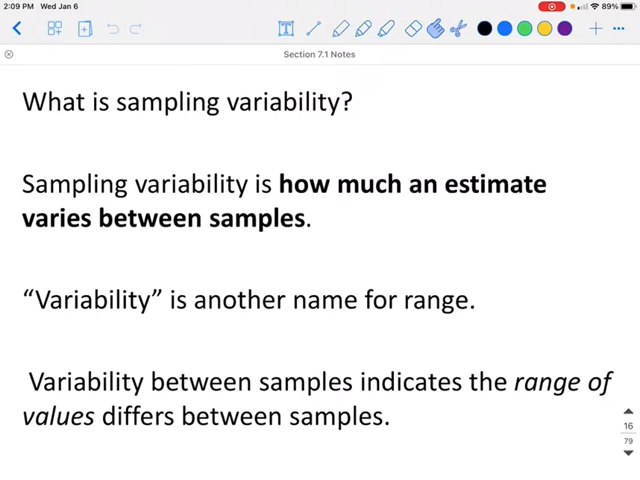 2:09 PM Wed Jan 6
89%
Section 7.1 Notes
What is sampling variability?
Sampling variability is how much an estimate
varies between samples.
“Variability” is another name for range.
Variability between samples indicates the range of
values differs between samples.
16
79